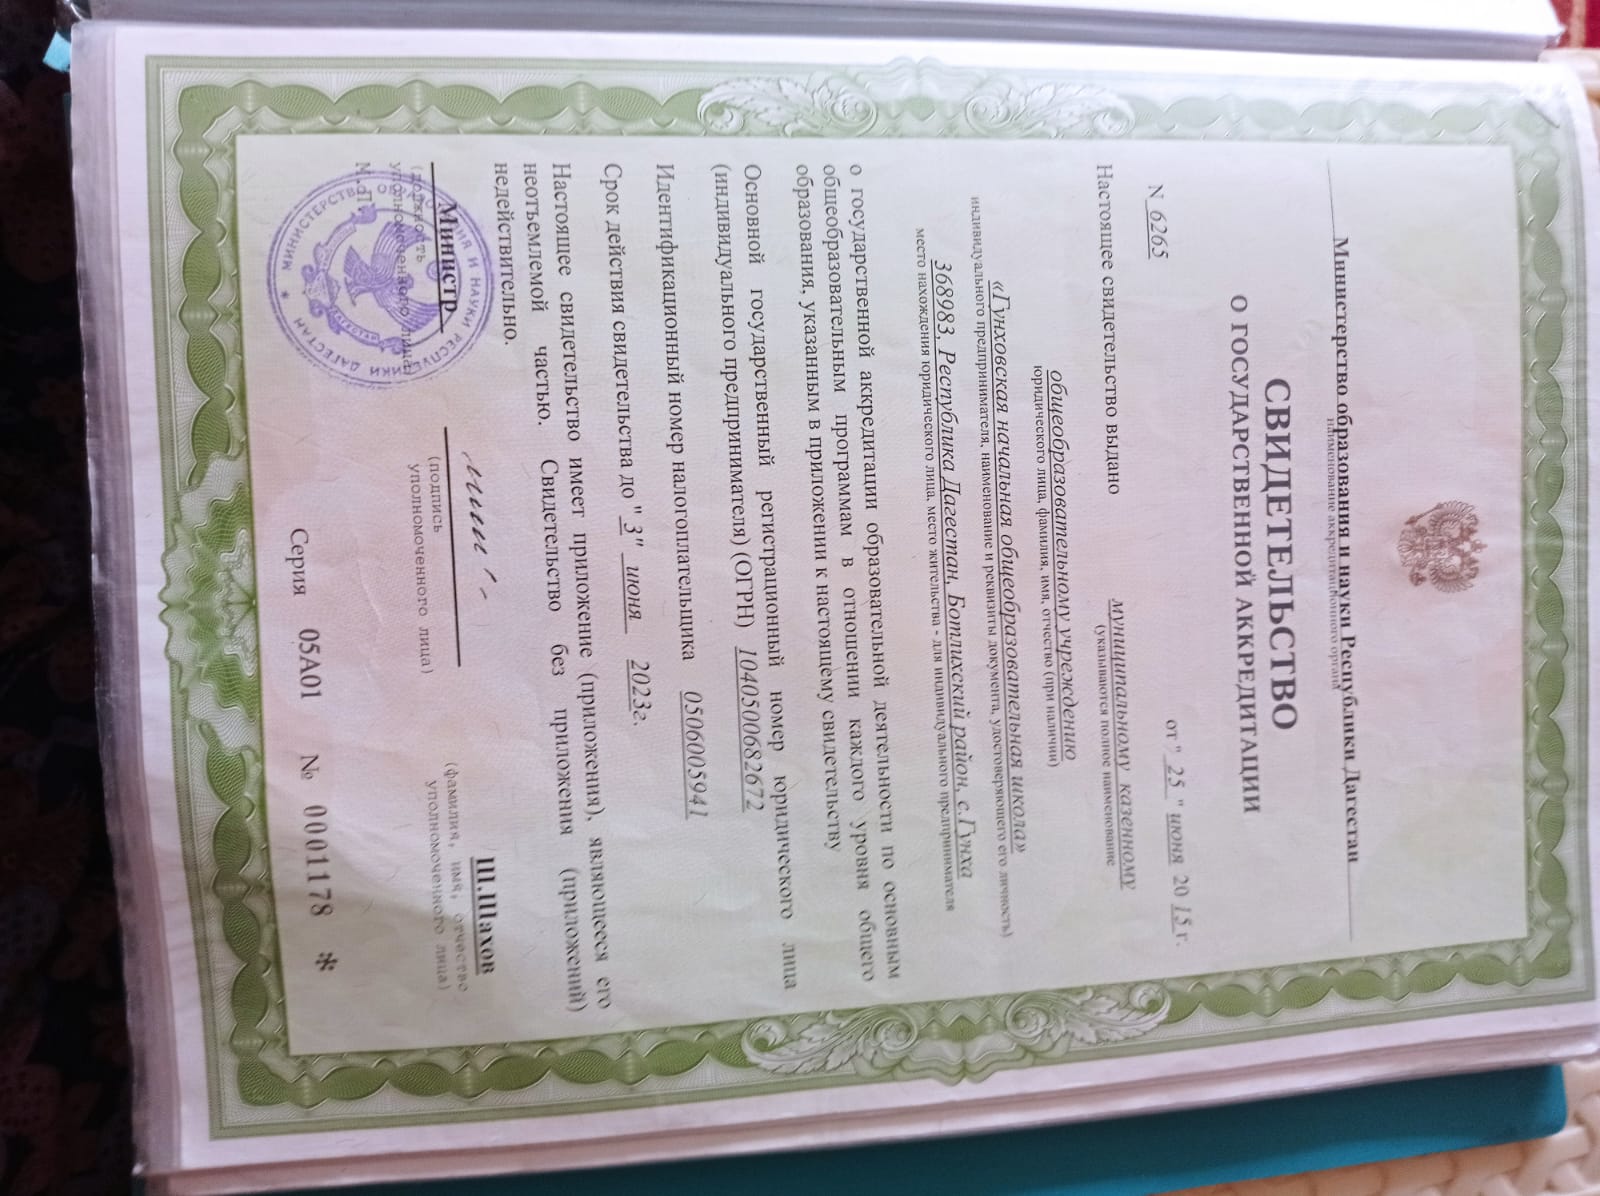 Министерство образования и науки Республики Дагестан
наименование аккредитационного органа
СВИДЕТЕЛЬСТВО
О ГОСУДАРСТВЕННОЙ АККРЕДИТАЦИИ
N 6265 от " 25 " июня 20 15 г.
Настоящее свидетельство выдано муниципальному казенному
(указываются полное наименование
общеобразовательному учреждению
юридического лица, фамилия, имя, отчество (при наличии)
«Гунховская начальная общеобразовательная школа»
индивидуального предпринимателя, наименование и реквизиты документа, удостоверяющего его личность)
368983, Республика Дагестан, Ботлихский район, с.Гунха
место нахождения юридического лица, место жительства - для индивидуального предпринимателя
о государственной аккредитации образовательной деятельности по основным
общеобразовательным программам в отношении каждого уровня общего
образования, указанным в приложении к настоящему свидетельству
Основной государственный регистрационный номер юридического лица
(индивидуального предпринимателя) (ОГРН) 1040500682672
Идентификационный номер налогоплательщика 0506005941
Срок действия свидетельства до " 3 " июня 2023г.
Настоящее свидетельство имеет приложение (приложения), являющееся его
неотъемлемой частью. Свидетельство без приложения (приложений)
недействительно.
Министр Ш.Шахов
(должность (подпись (фамилия, имя, отчество
уполномоченного лица) уполномоченного лица) уполномоченного лица)
М.П.
МИНИСТЕРСТВО ОБРАЗОВАНИЯ И НАУКИ РЕСПУБЛИКИ ДАГЕСТАН
Серия 05А01 № 0001178 *